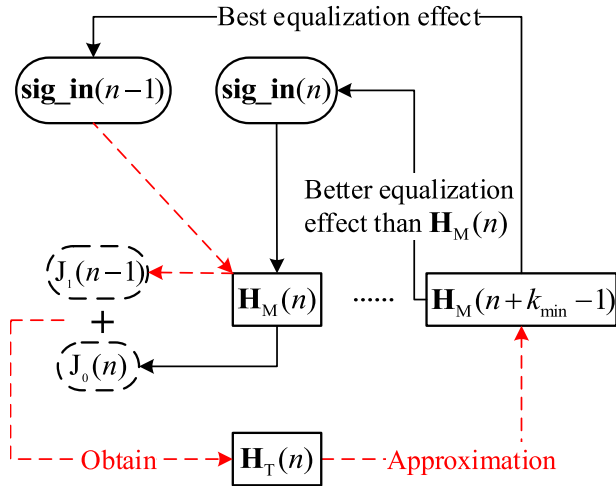 Best equalization effect
sig_in(n−1)
sig_in(n)
Better equalization
effect than H_M(n)
J_1(n−1)
+
J_0(n)
H_M(n)
......
H_M(n + k_min −1)
Obtain
H_T(n)
Approximation